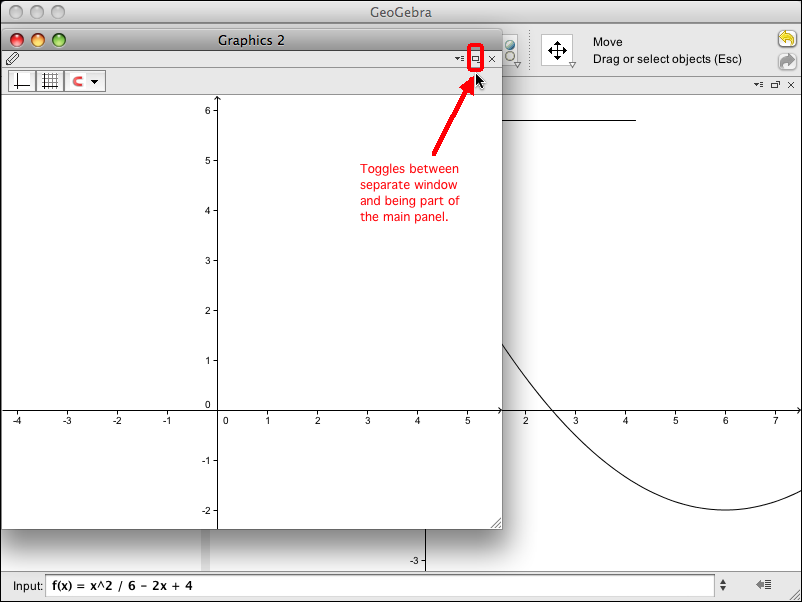 GeoGebra
Graphics 2
Move
Drag or select objects (Esc)
Toggles between
separate window
and being part of
the main panel.
6
5
4
3
2
1
0
-4 -3 -2 -1 0 1 2 3 4 5
-1
-2
2 3 4 5 6 7
-3
Input: f(x) = x^2 / 6 - 2x + 4